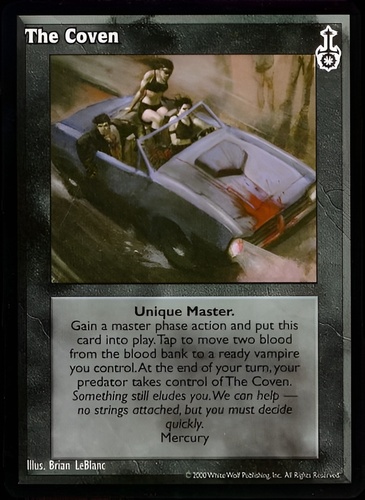 The Coven
Unique Master.
Gain a master phase action and put this
card into play. Tap to move two blood
from the blood bank to a ready vampire
you control. At the end of your turn, your
predator takes control of The Coven.
Something still eludes you. We can help —
no strings attached, but you must decide
quickly.
Mercury
Illus. Brian LeBlanc
© 2000 White Wolf Publishing, Inc. All Rights Reserved.